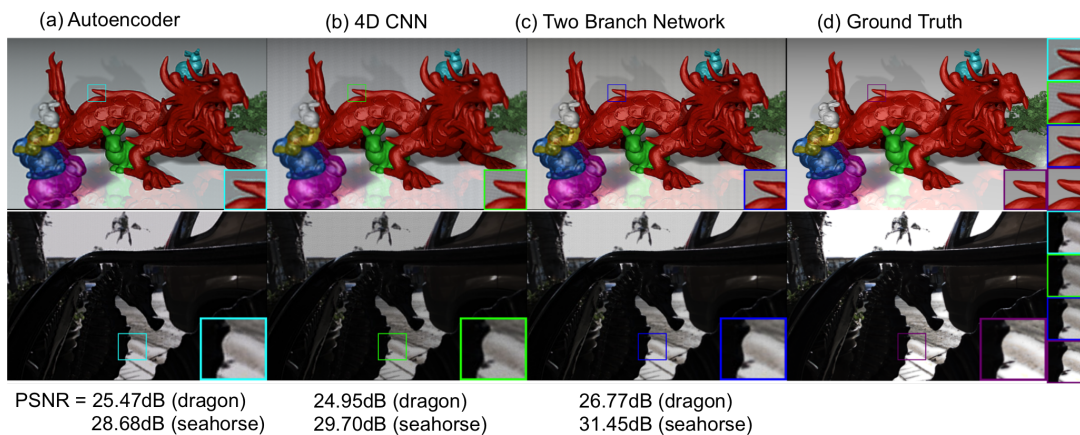 (a) Autoencoder
(b) 4D CNN
(c) Two Branch Network
(d) Ground Truth
PSNR = 25.47dB (dragon)
28.68dB (seahorse)
24.95dB (dragon)
29.70dB (seahorse)
26.77dB (dragon)
31.45dB (seahorse)